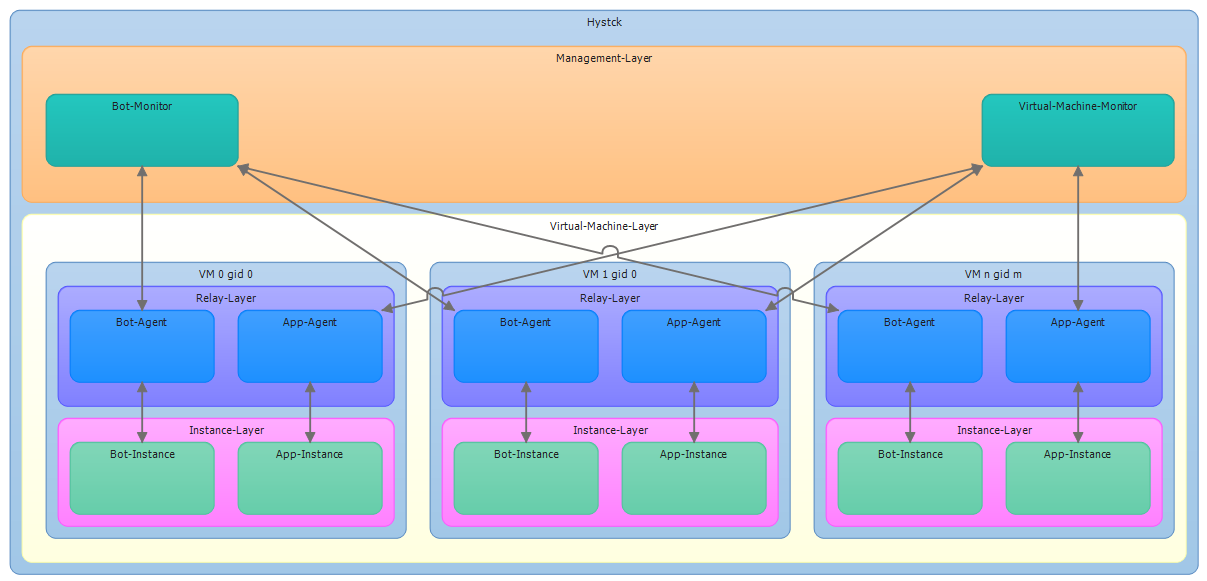 Hystck
Management-Layer
Bot-Monitor
Virtual-Machine-Monitor
Virtual-Machine-Layer
VM 0 gid 0
Relay-Layer
Bot-Agent
App-Agent
Instance-Layer
Bot-Instance
App-Instance
VM 1 gid 0
Relay-Layer
Bot-Agent
App-Agent
Instance-Layer
Bot-Instance
App-Instance
VM n gid m
Relay-Layer
Bot-Agent
App-Agent
Instance-Layer
Bot-Instance
App-Instance